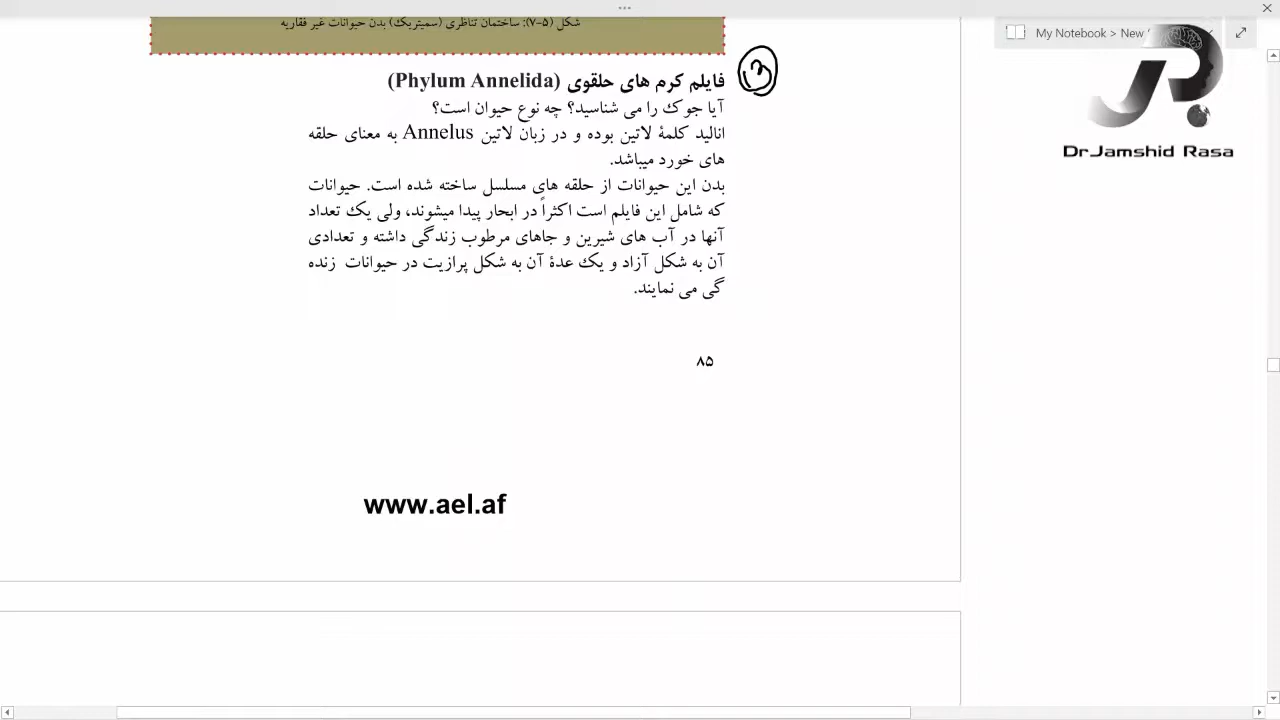 شکل (۵-۷): ساختمان تناظری (سمیتریک) بدن حیوانات غیر فقاریه
My Notebook > New
3
فایلم کرم های حلقوی (Phylum Annelida)
آیا جوک را می شناسید؟ چه نوع حیوان است؟
انالید کلمۀ لاتین بوده و در زبان لاتین Annelus به معنای حلقه
های خورد میباشد.
بدن این حیوانات از حلقه های مسلسل ساخته شده است. حیوانات
که شامل این فایلم است اکثراً در ابحار پیدا میشوند، ولی یک تعداد
آنها در آب های شیرین و جاهای مرطوب زندگی داشته و تعدادی
آن به شکل آزاد و یک عدۀ آن به شکل پرازیت در حیوانات زنده
گی می نمایند.
۸۵
www.ael.af
JR
DrJamshid Rasa